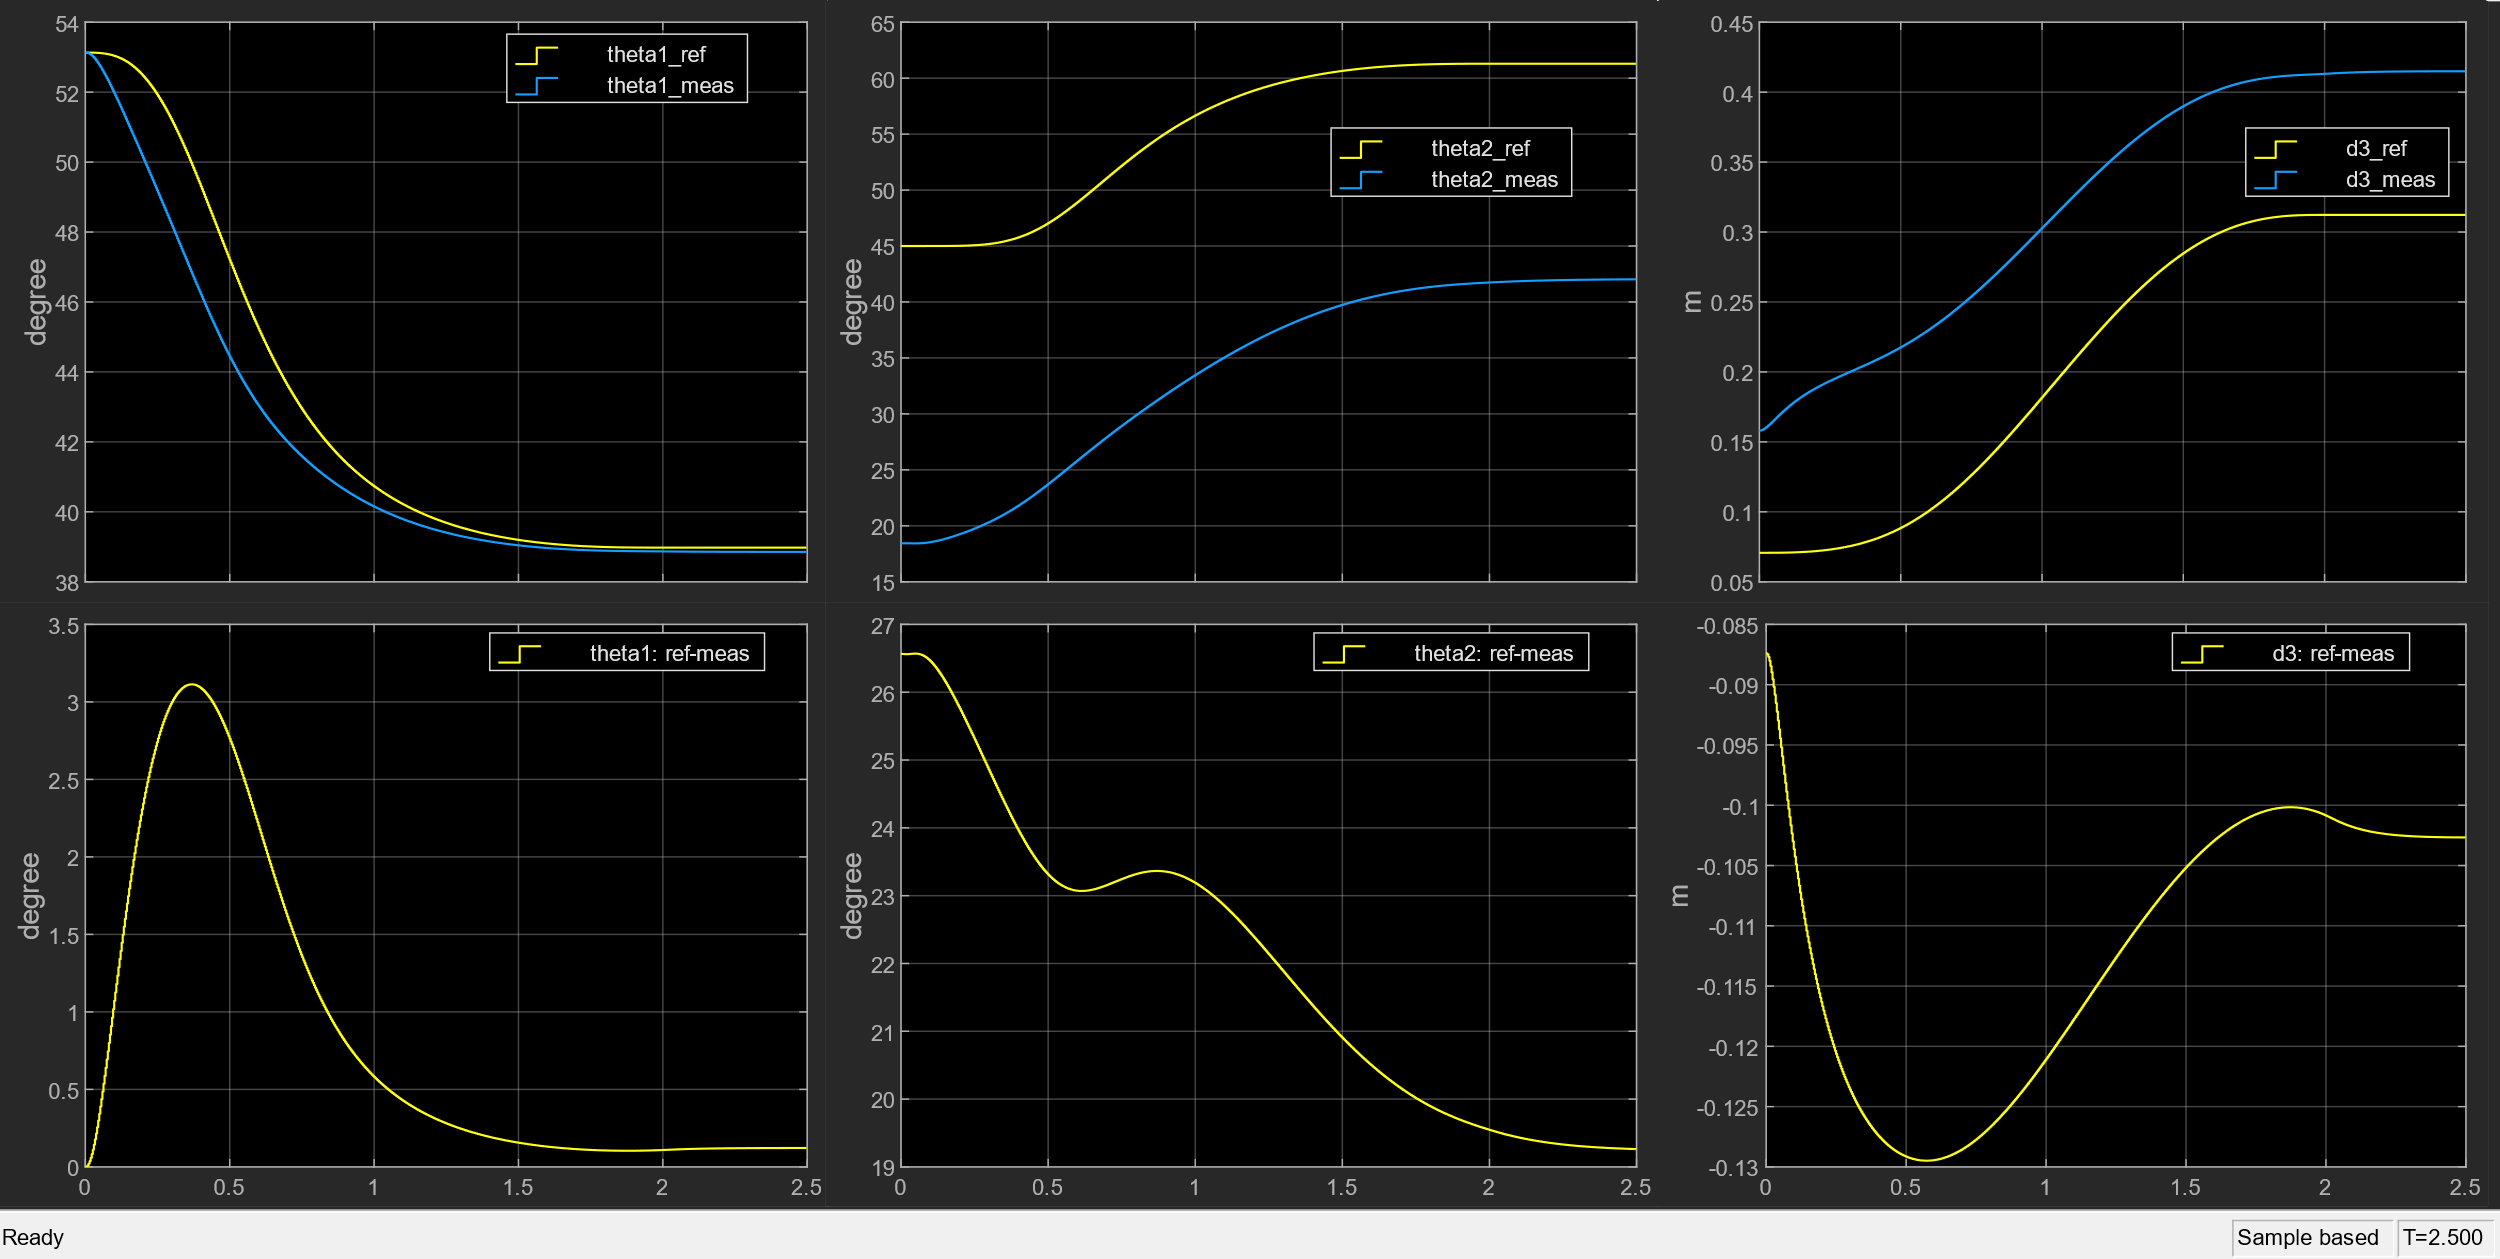 54
52
50
48
46
44
42
40
38
degree
theta1_ref
theta1_meas
65
60
55
50
45
40
35
30
25
20
15
degree
theta2_ref
theta2_meas
0.45
0.4
0.35
0.3
0.25
0.2
0.15
0.1
0.05
m
d3_ref
d3_meas
3.5
3
2.5
2
1.5
1
0.5
0
degree
theta1: ref-meas
0 0.5 1 1.5 2 2.5
27
26
25
24
23
22
21
20
19
degree
theta2: ref-meas
0 0.5 1 1.5 2 2.5
-0.085
-0.09
-0.095
-0.1
-0.105
-0.11
-0.115
-0.12
-0.125
-0.13
m
d3: ref-meas
0 0.5 1 1.5 2 2.5
Ready
Sample based T=2.500